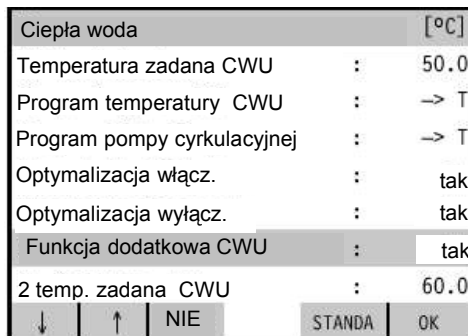 Ciepła woda [°C]
Temperatura zadana CWU : 50.0
Program temperatury CWU : —> T
Program pompy cyrkulacyjnej : —> T
Optymalizacja włącz. : tak
Optymalizacja wyłącz. : tak
Funkcja dodatkowa CWU : tak
2 temp. zadana CWU : 60.0
↓ ↑ NIE STANDA OK